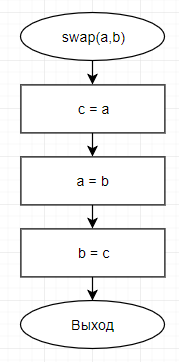 swap(a,b)
c = a
a = b
b = c
Выход